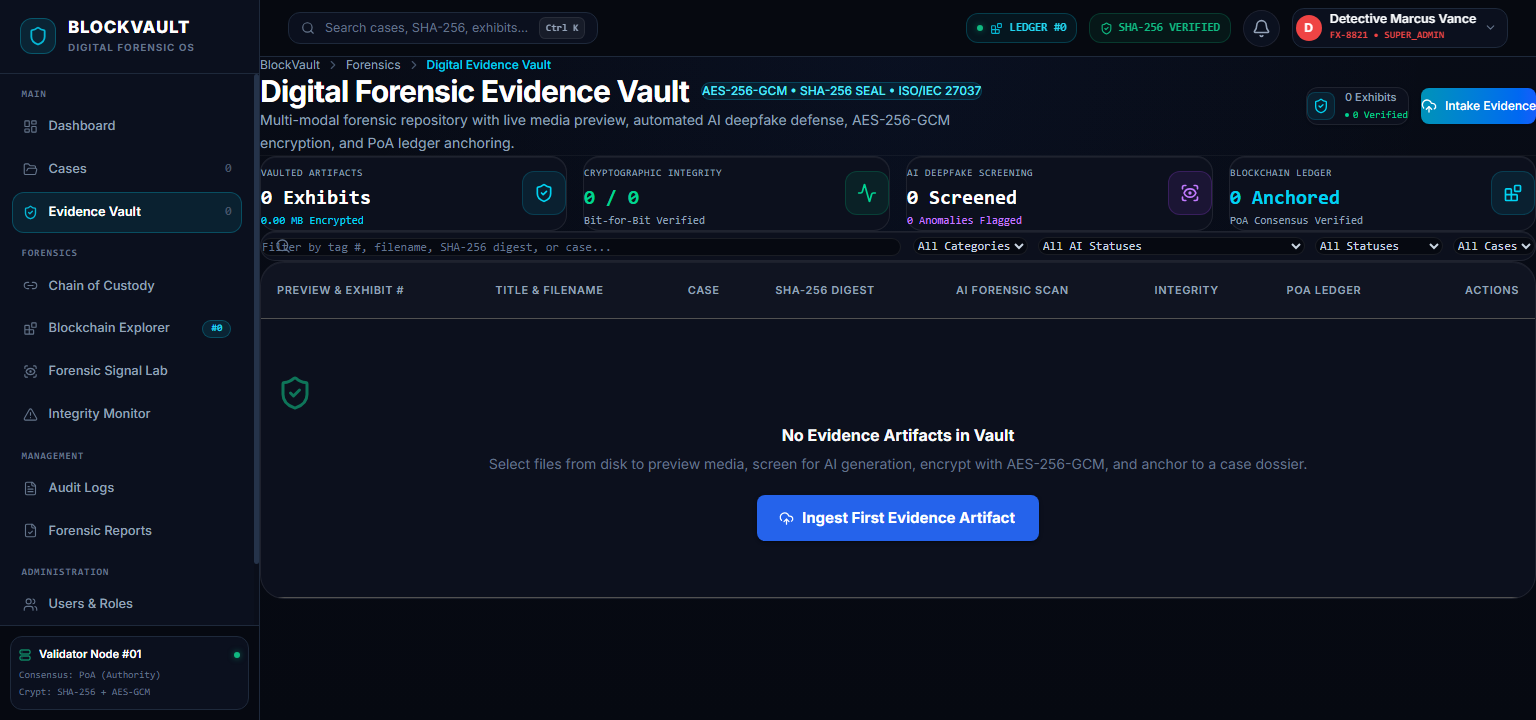 BLOCKVAULT
DIGITAL FORENSIC OS
MAIN
Dashboard
Cases 0
Evidence Vault 0
FORENSICS
Chain of Custody
Blockchain Explorer #0
Forensic Signal Lab
Integrity Monitor
MANAGEMENT
Audit Logs
Forensic Reports
ADMINISTRATION
Users & Roles
Validator Node #01
Consensus: PoA (Authority)
Crypt: SHA-256 + AES-GCM
Search cases, SHA-256, exhibits... Ctrl K
LEDGER #0
SHA-256 VERIFIED
D
Detective Marcus Vance
FX-8821 • SUPER_ADMIN
BlockVault > Forensics > Digital Evidence Vault
Digital Forensic Evidence Vault AES-256-GCM • SHA-256 SEAL • ISO/IEC 27037
Multi-modal forensic repository with live media preview, automated AI deepfake defense, AES-256-GCM
encryption, and PoA ledger anchoring.
0 Exhibits
• 0 Verified
Intake Evidence
VAULTED ARTIFACTS
0 Exhibits
0.00 MB Encrypted
CRYPTOGRAPHIC INTEGRITY
0 / 0
Bit-for-Bit Verified
AI DEEPFAKE SCREENING
0 Screened
0 Anomalies Flagged
BLOCKCHAIN LEDGER
0 Anchored
PoA Consensus Verified
Filter by tag #, filename, SHA-256 digest, or case...
All Categories
All AI Statuses
All Statuses
All Cases
PREVIEW & EXHIBIT # TITLE & FILENAME CASE SHA-256 DIGEST AI FORENSIC SCAN INTEGRITY POA LEDGER ACTIONS
No Evidence Artifacts in Vault
Select files from disk to preview media, screen for AI generation, encrypt with AES-256-GCM, and anchor to a case dossier.
Ingest First Evidence Artifact